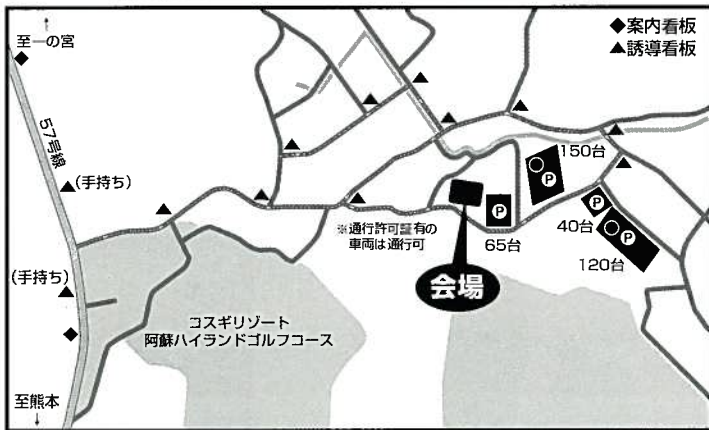 ↑
至一の宮
◆案内看板
▲誘導看板
57号線
(手持ち)
150台
※通行許可証有の
車両は通行可
P
P
P
P
65台
40台
120台
(手持ち)
会場
コスギリゾート
阿蘇ハイランドゴルフコース
至熊本
↓